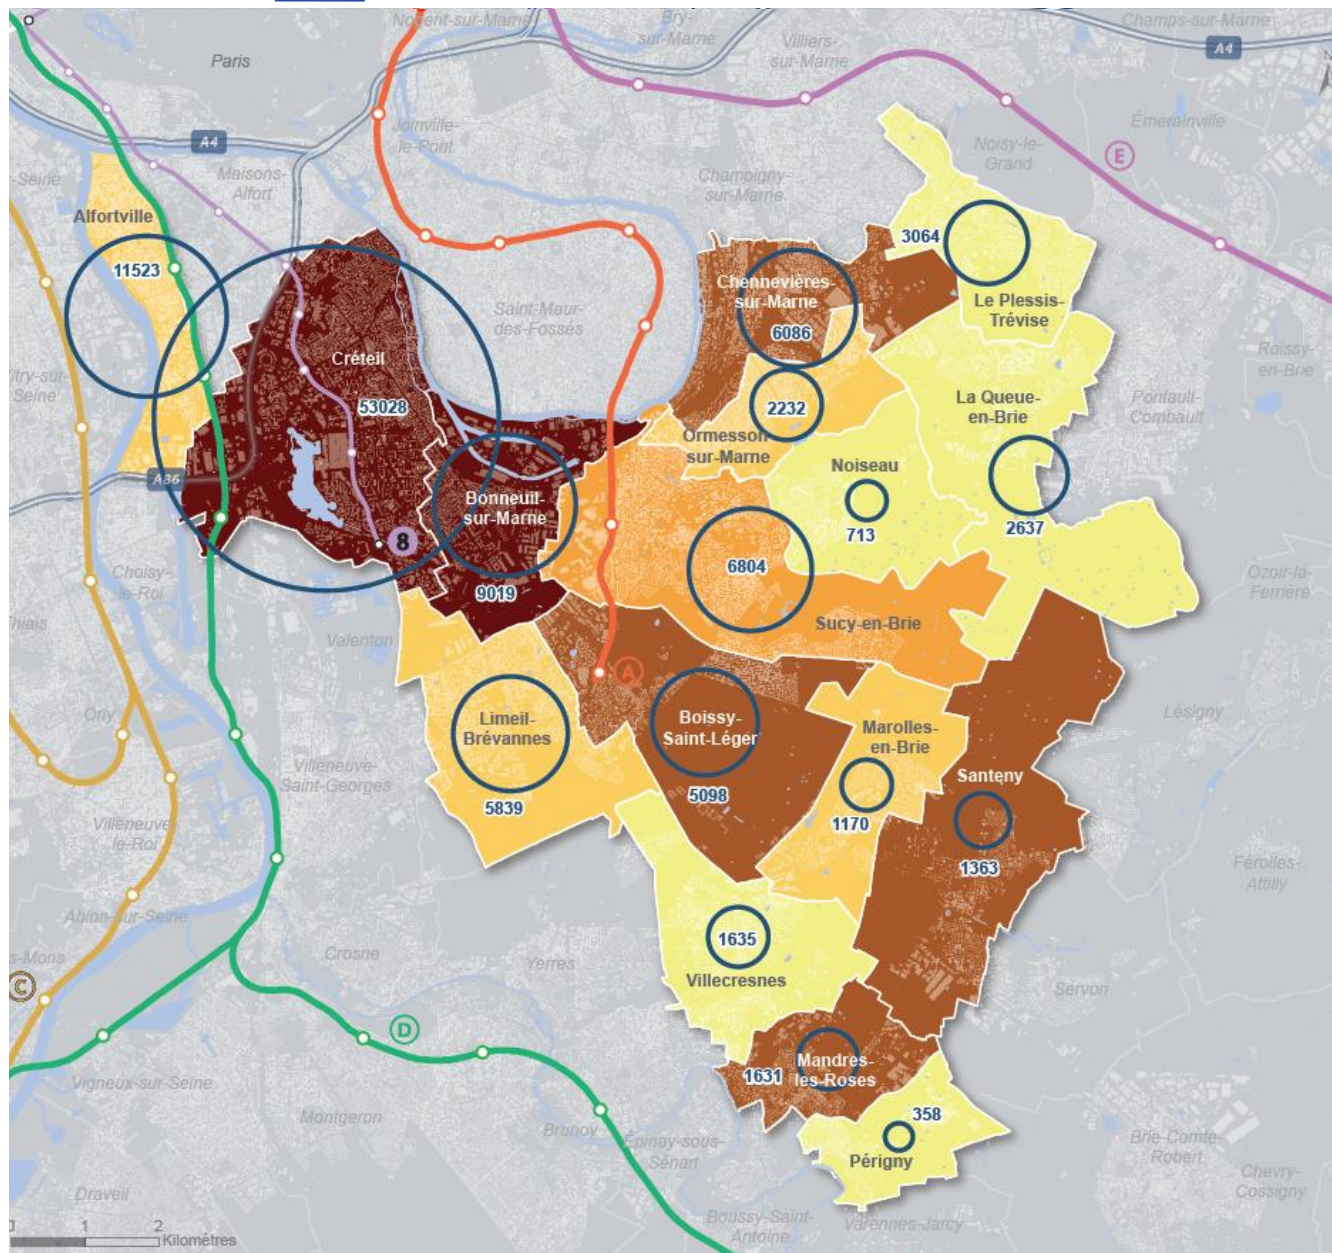 Nogent-sur-Marne
Bry-
sur-Marne
Champs-sur-Marne
Villiers-
sur-Marne
A4
Paris
A4
Joinville-
le-Pont
Émerainville
Noisy-le-
Grand
E
Maisons-
Alfort
Champigny-
sur-Marne
-Seine
Alfortville
11523
3064
Chennevières-
sur-Marne
6086
Le Plessis-
Trévise
Saint-Maur-
des-Fossés
Créteil
53028
Roissy-
en-Brie
Vitry-sur-
Seine
La Queue-
en-Brie
Pontault-
Combault
2232
Ormesson
sur-Marne
Noiseau
713
2637
A86
Bonneuil-
sur-Marne
8
9019
6804
Sucy-en-Brie
Choisy-
le-Roi
Ozoir-la-
Ferrière
Thiais
Valenton
A
Limeil-
Brévannes
5839
Boissy-
Saint-Léger
5098
Marolles-
en-Brie
1170
Lésigny
Orly
Santeny
1363
Villeneuve-
Saint-Georges
Villeneuve-
le-Roi
Férolles-
Attilly
Ablon-sur-Seine
1635
Villecresnes
s-Mons
C
Crosne
Yerres
Servon
D
Mandres-
les-Roses
1631
Vigneux-sur-Seine
Montgeron
358
Périgny
Brunoy
Épinay-sous-
Sénart
Brie-Comte-
Robert
Chevry-
Cossigny
Draveil
Boussy-Saint-
Antoine
Varennes-Jarcy
1 2
Kilomètres